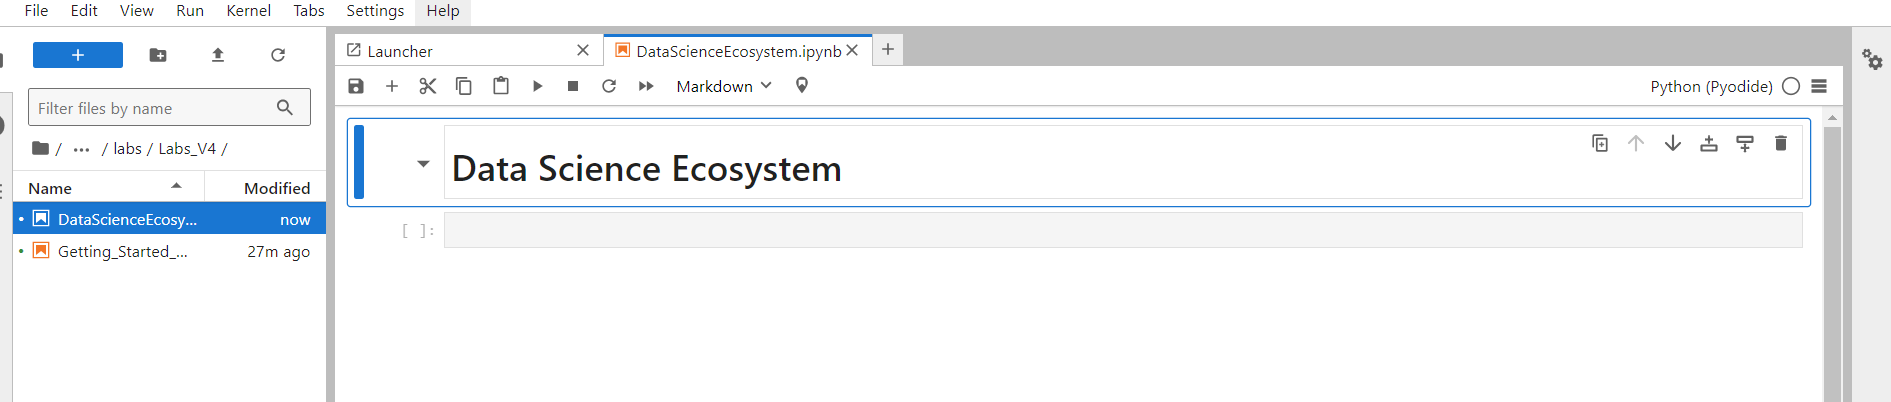 File Edit View Run Kernel Tabs Settings Help
Launcher
DataScienceEcosystem.ipynb
Markdown
Python (Pyodide)
Filter files by name
/ ... / labs / Labs_V4 /
Name Modified
DataScienceEcosy... now
Getting_Started_... 27m ago
Data Science Ecosystem
[ ]: